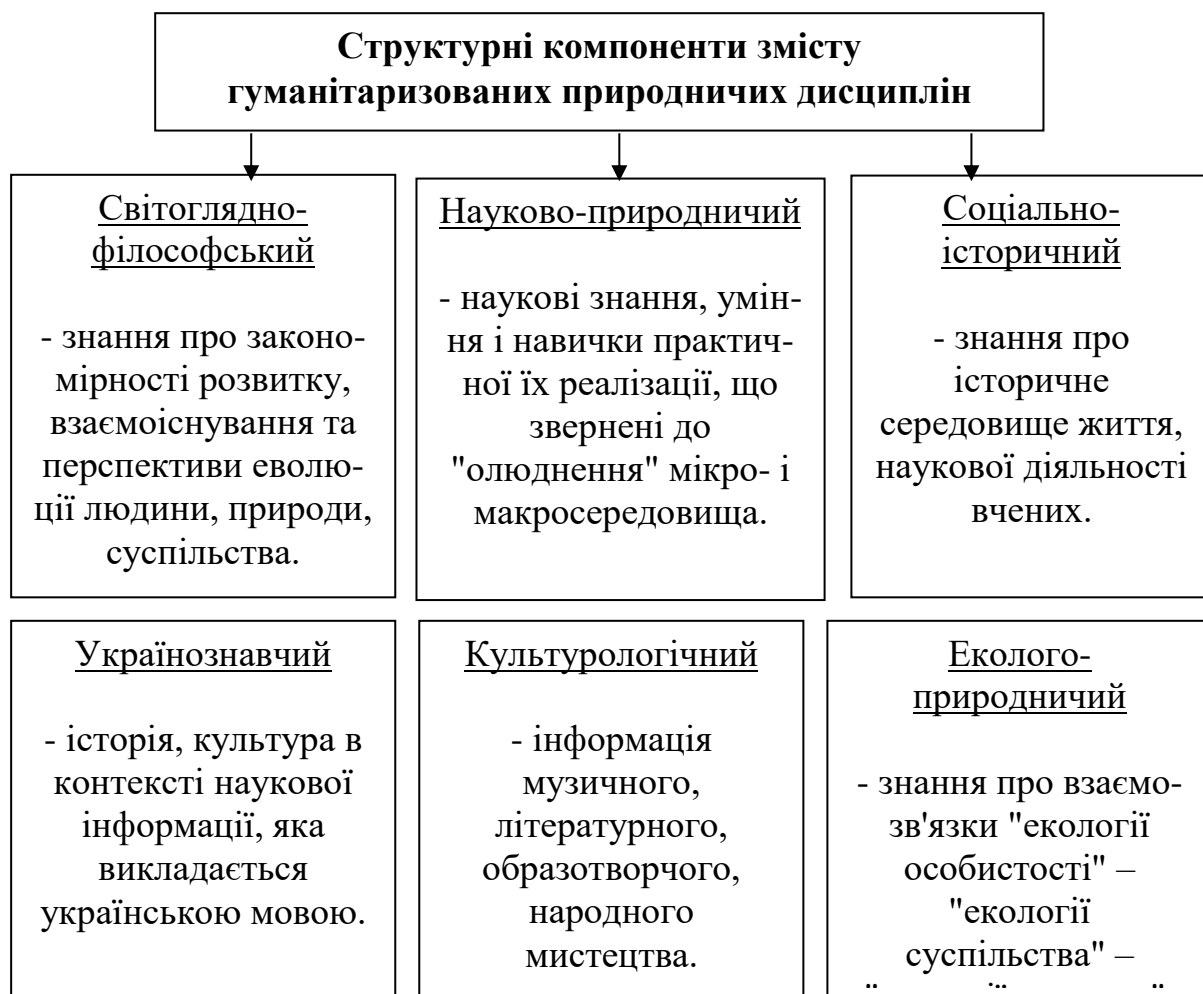 Структурні компоненти змісту
гуманітаризованих природничих дисциплін
Світоглядно-
філософський
- знання про законо-
мірності розвитку,
взаємоіснування та
перспективи еволю-
ції людини, природи,
суспільства.
Науково-природничий
- наукові знання, умін-
ня і навички практич-
ної їх реалізації, що
звернені до
"олюднення" мікро- і
макросередовища.
Соціально-
історичний
- знання про
історичне
середовище життя,
наукової діяльності
вчених.
Українознавчий
- історія, культура в
контексті наукової
інформації, яка
викладається
українською мовою.
Культурологічний
- інформація
музичного,
літературного,
образотворчого,
народного
мистецтва.
Еколого-
природничий
- знання про взаємо-
зв'язки "екології
особистості" –
"екології
суспільства" –